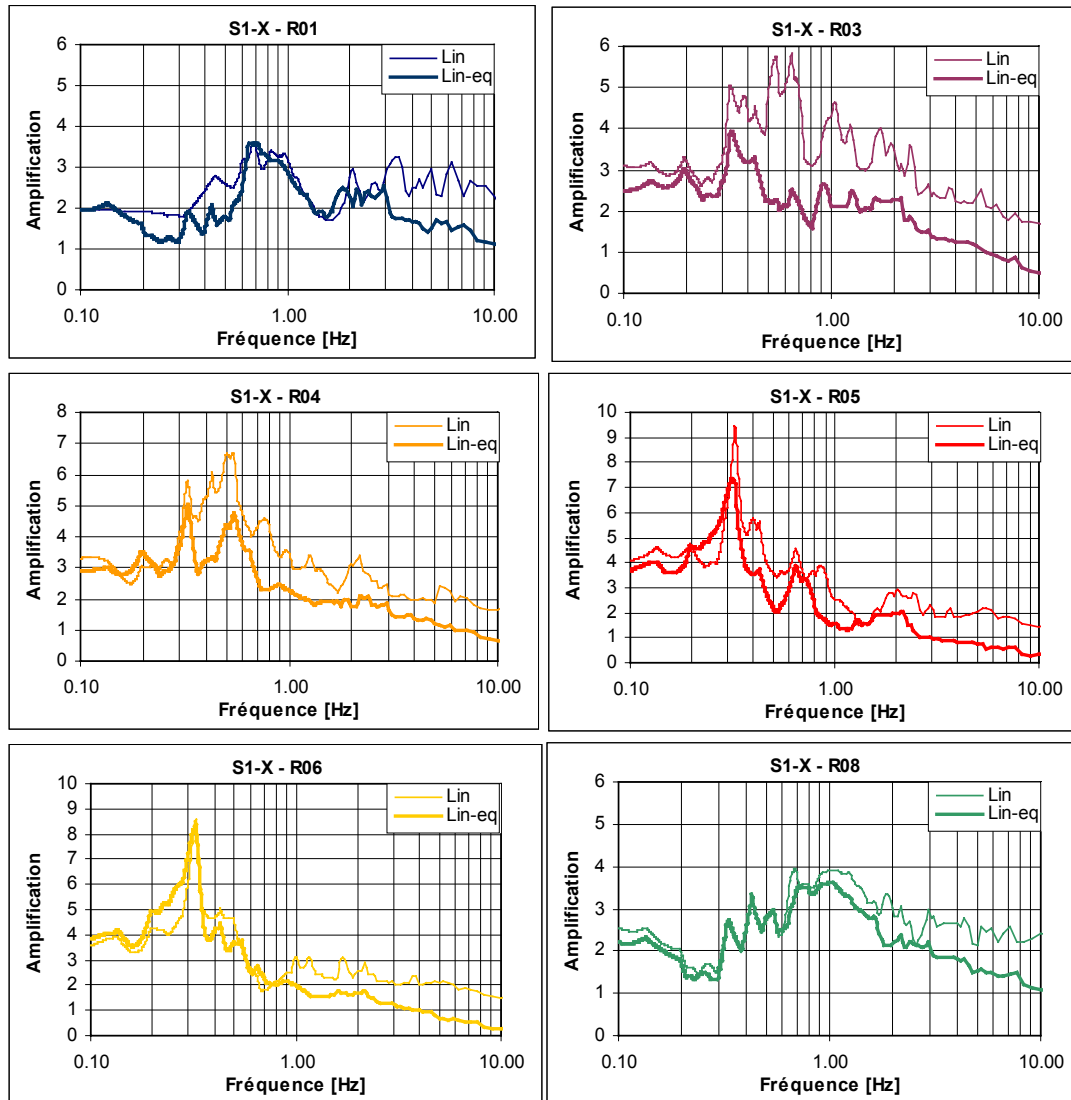 S1-X - R01
6
5
4
3
2
1
0
Amplification
Lin
Lin-eq
0.10
1.00
10.00
Fréquence [Hz]
S1-X - R03
6
5
4
3
2
1
0
Amplification
Lin
Lin-eq
0.10
1.00
10.00
Fréquence [Hz]
S1-X - R04
8
7
6
5
4
3
2
1
0
Amplification
Lin
Lin-eq
0.10
1.00
10.00
Fréquence [Hz]
S1-X - R05
10
9
8
7
6
5
4
3
2
1
0
Amplification
Lin
Lin-eq
0.10
1.00
10.00
Fréquence [Hz]
S1-X - R06
10
9
8
7
6
5
4
3
2
1
0
Amplification
Lin
Lin-eq
0.10
1.00
10.00
Fréquence [Hz]
S1-X - R08
6
5
4
3
2
1
0
Amplification
Lin
Lin-eq
0.10
1.00
10.00
Fréquence [Hz]